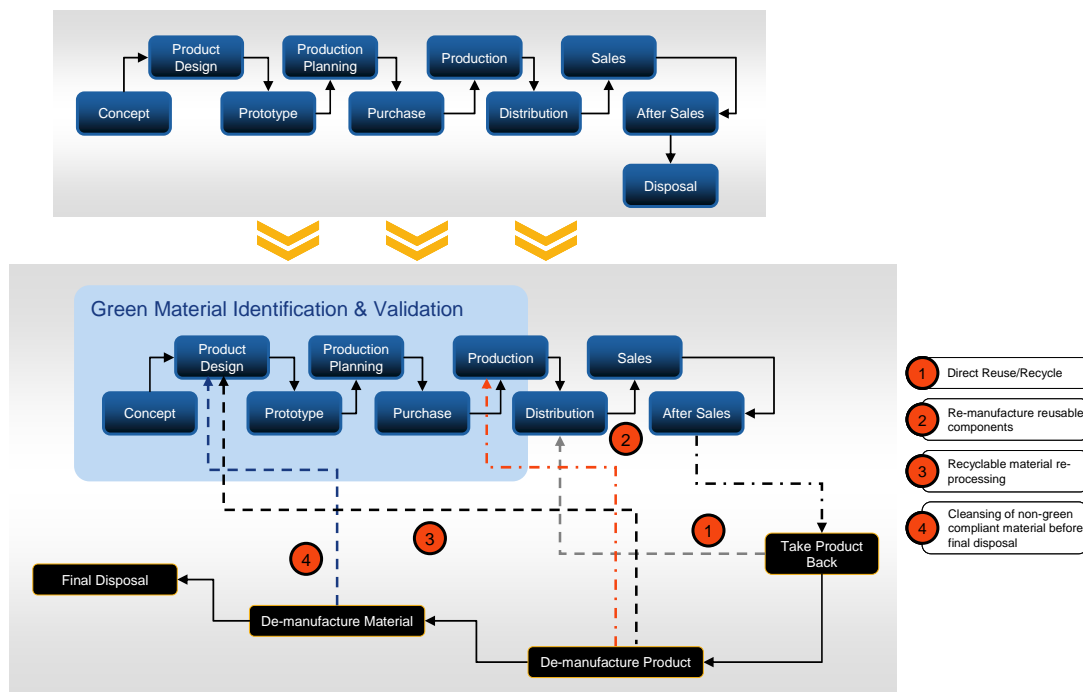 Product
Design
Production
Planning
Production
Sales
Concept
Prototype
Purchase
Distribution
After Sales
Disposal
Green Material Identification & Validation
Product
Design
Production
Planning
Production
Sales
Concept
Prototype
Purchase
Distribution
After Sales
2
1
3
4
Take Product
Back
Final Disposal
De-manufacture Material
De-manufacture Product
1
Direct Reuse/Recycle
2
Re-manufacture reusable
components
3
Recyclable material re-
processing
4
Cleansing of non-green
compliant material before
final disposal